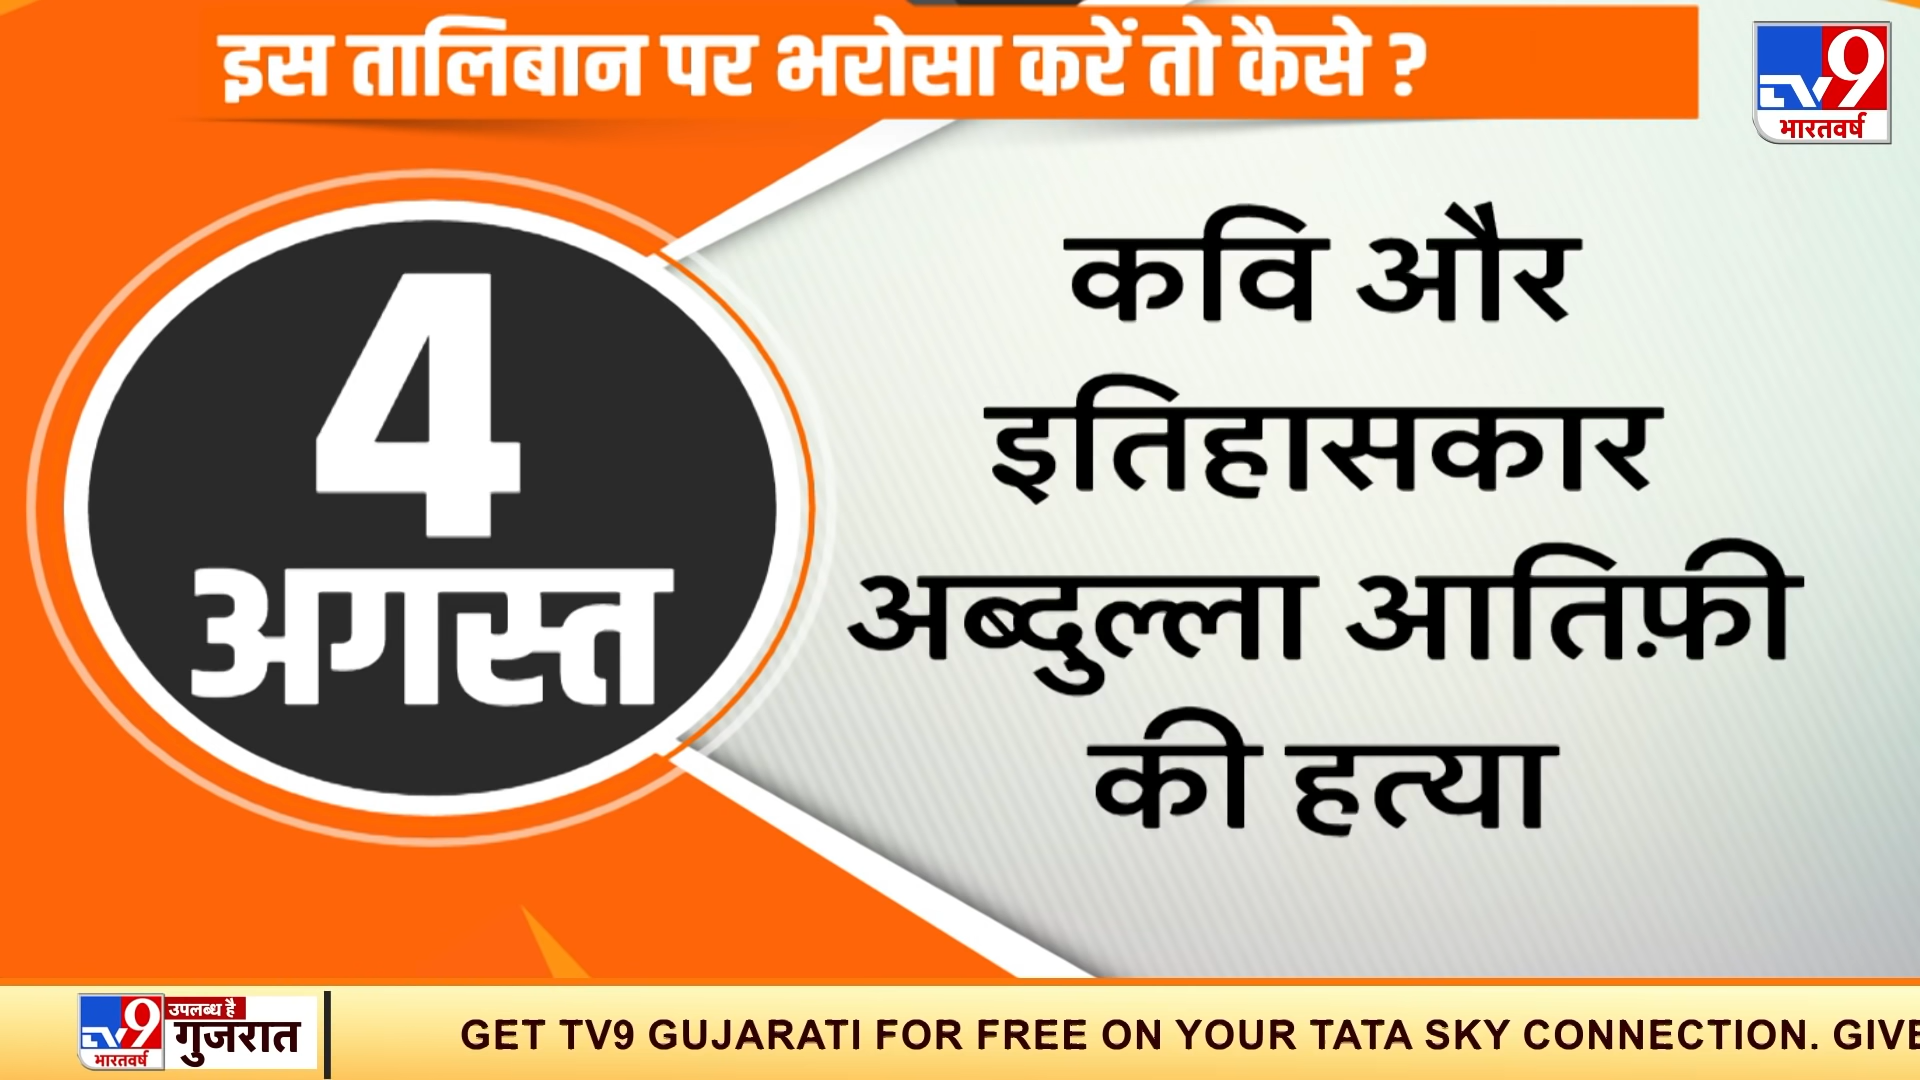 इस तालिबान पर भरोसा करें तो कैसे ?
TV9
भारतवर्ष
4
अगस्त
कवि और
इतिहासकार
अब्दुल्ला आतिफ़ी
की हत्या
TV9
भारतवर्ष
उपलब्ध है
गुजरात
GET TV9 GUJARATI FOR FREE ON YOUR TATA SKY CONNECTION. GIVE